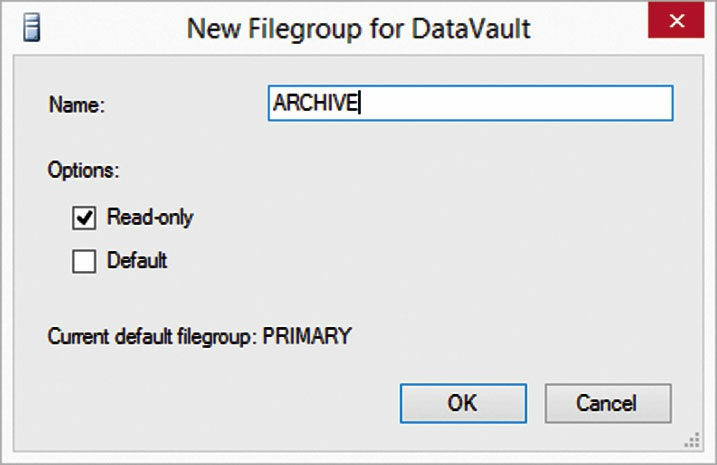 New Filegroup for DataVault
Name: ARCHIVE
Options:
Read-only
Default
Current default filegroup: PRIMARY
OK Cancel